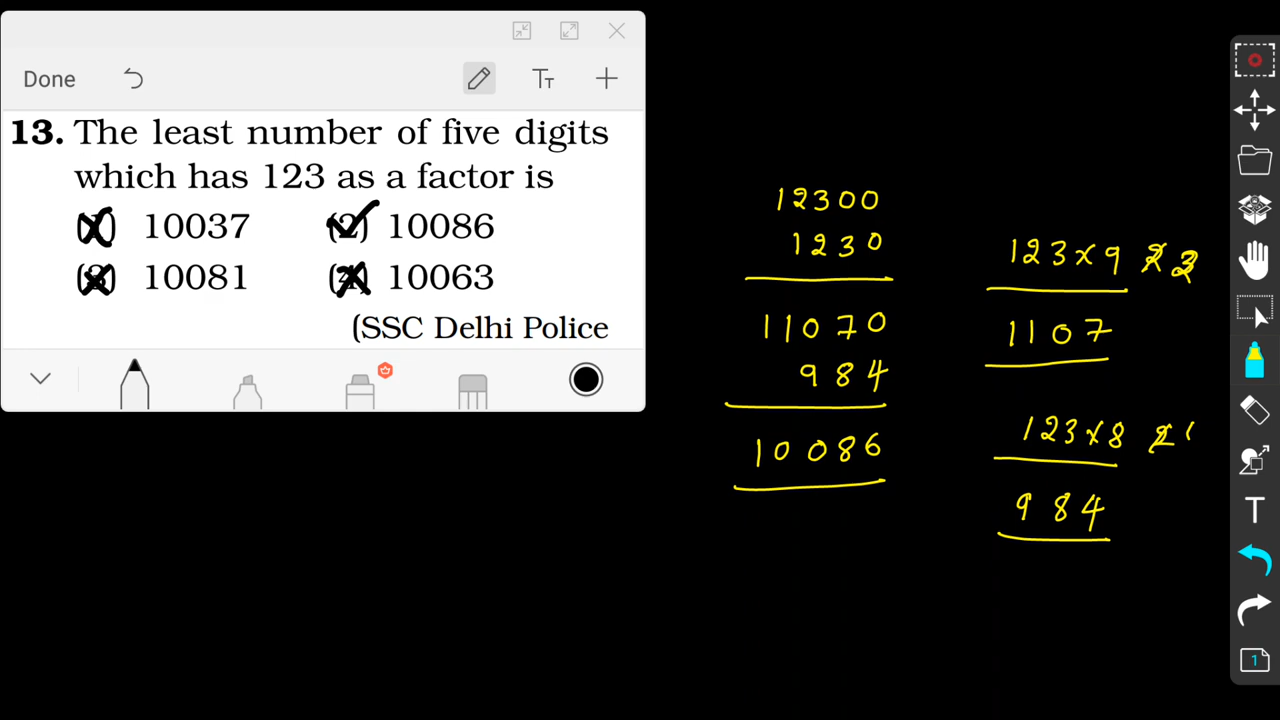 Done
13. The least number of five digits
which has 123 as a factor is
(1) 10037 (2) 10086
(3) 10081 (4) 10063
(SSC Delhi Police
12300
1230
11070
984
10086
123×9
1107
123×8
984
T
1